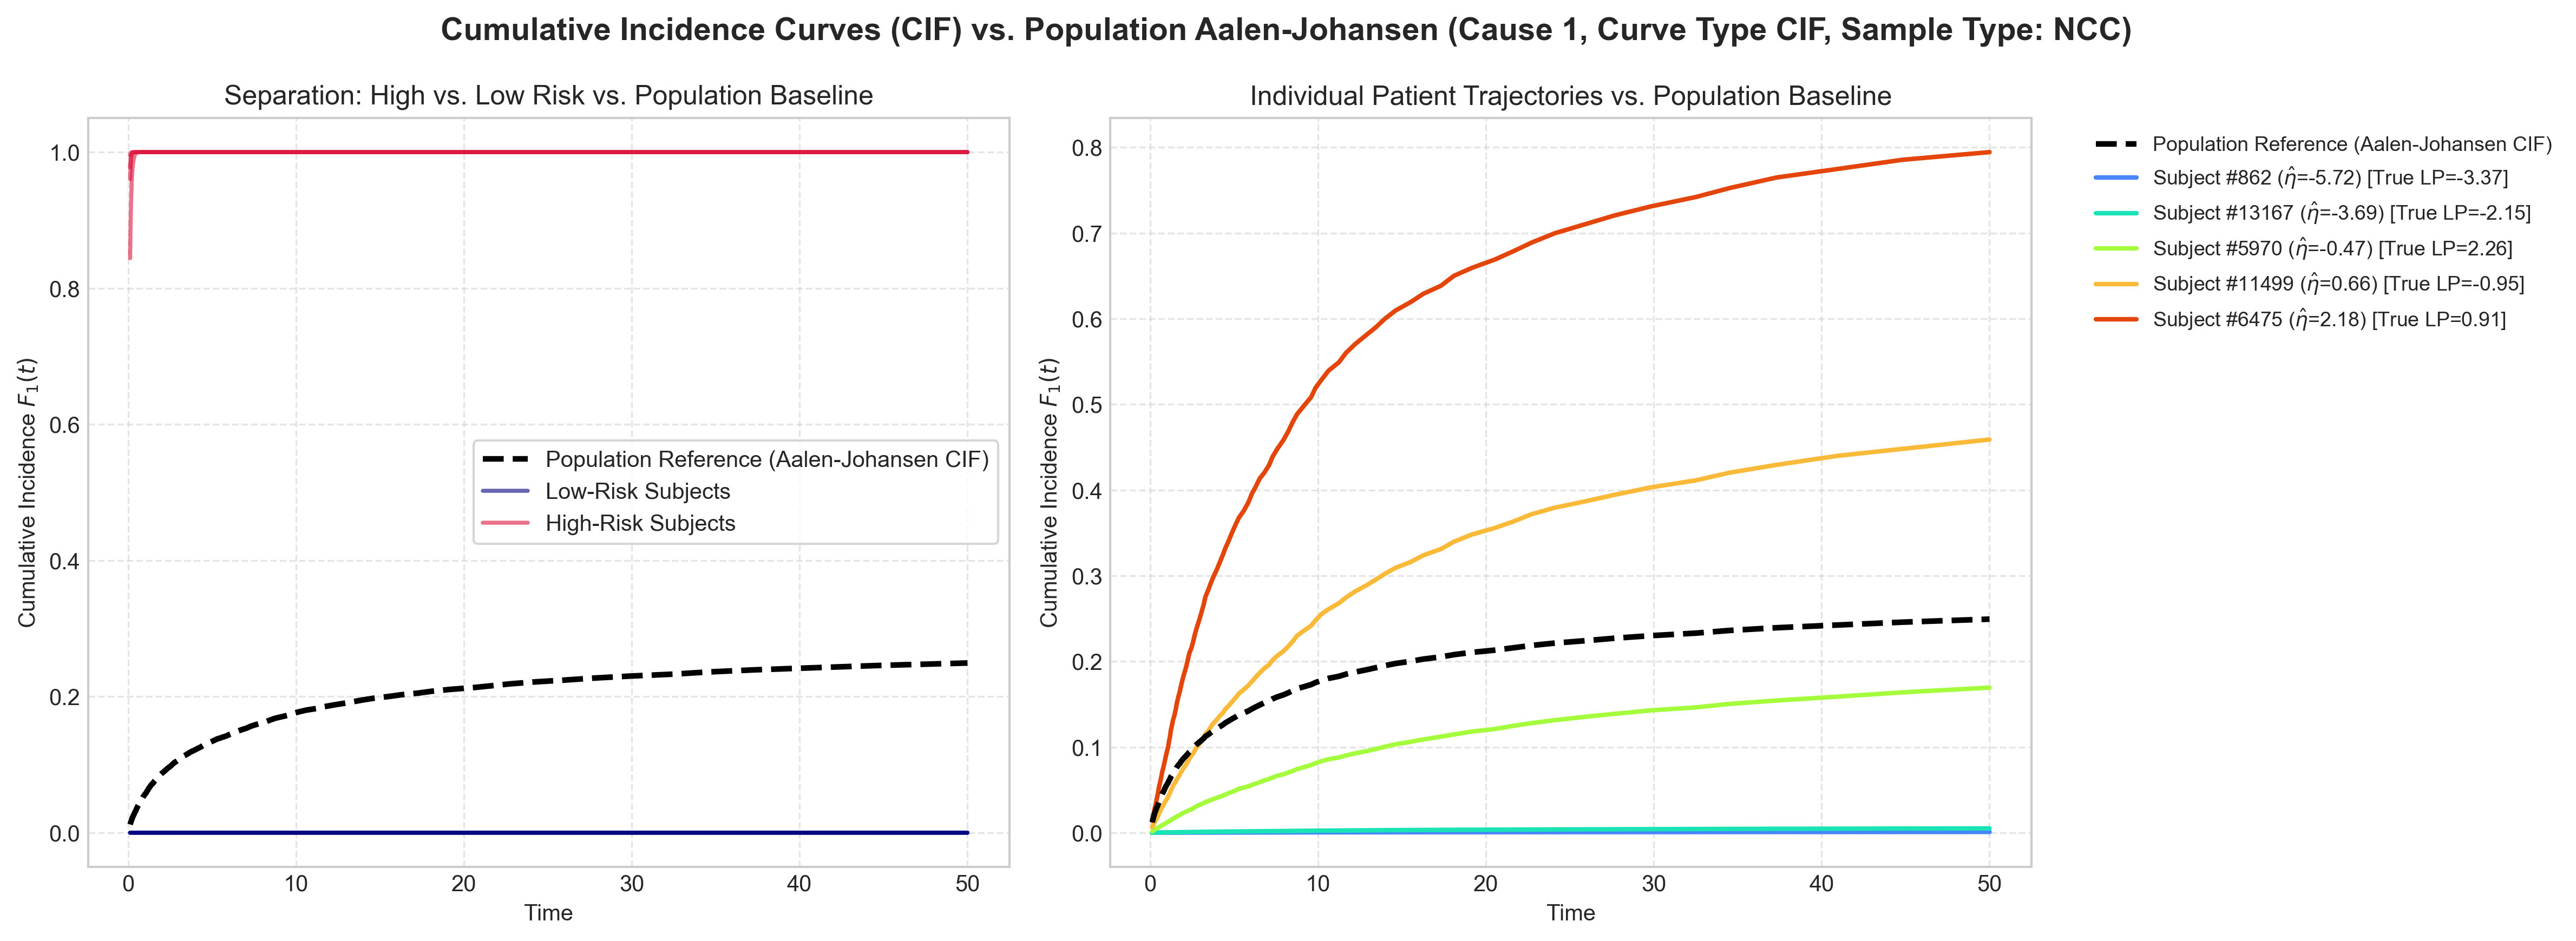 Cumulative Incidence Curves (CIF) vs. Population Aalen-Johansen (Cause 1, Curve Type CIF, Sample Type: NCC)
Separation: High vs. Low Risk vs. Population Baseline
Cumulative Incidence F₁(t)
1.0
0.8
0.6
0.4
0.2
0.0
0 10 20 30 40 50
Time
Population Reference (Aalen-Johansen CIF)
Low-Risk Subjects
High-Risk Subjects
Individual Patient Trajectories vs. Population Baseline
Cumulative Incidence F₁(t)
0.8
0.7
0.6
0.5
0.4
0.3
0.2
0.1
0.0
0 10 20 30 40 50
Time
Population Reference (Aalen-Johansen CIF)
Subject #862 (η̂=-5.72) [True LP=-3.37]
Subject #13167 (η̂=-3.69) [True LP=-2.15]
Subject #5970 (η̂=-0.47) [True LP=2.26]
Subject #11499 (η̂=0.66) [True LP=-0.95]
Subject #6475 (η̂=2.18) [True LP=0.91]